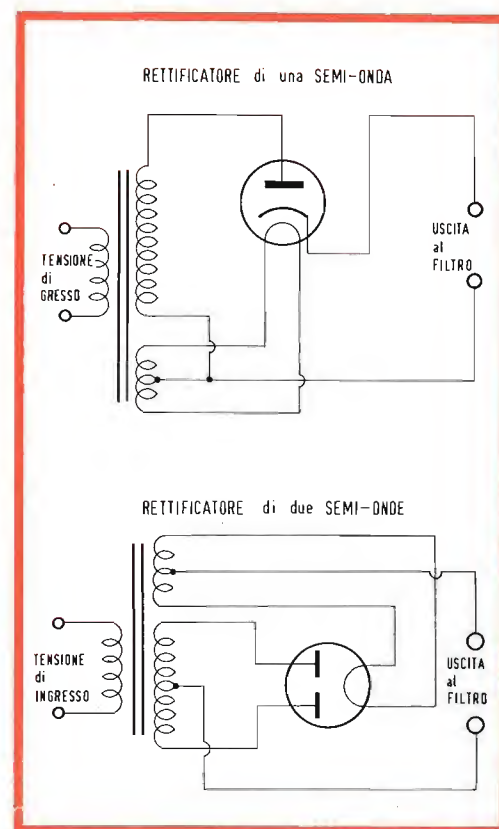 RETTIFICATORE di una SEMI-ONDA
TENSIONE
di
GRESSO
USCITA
al
FILTRO
RETTIFICATORE di due SEMI-ONDE
TENSIONE
di
INGRESSO
USCITA
al
FILTRO